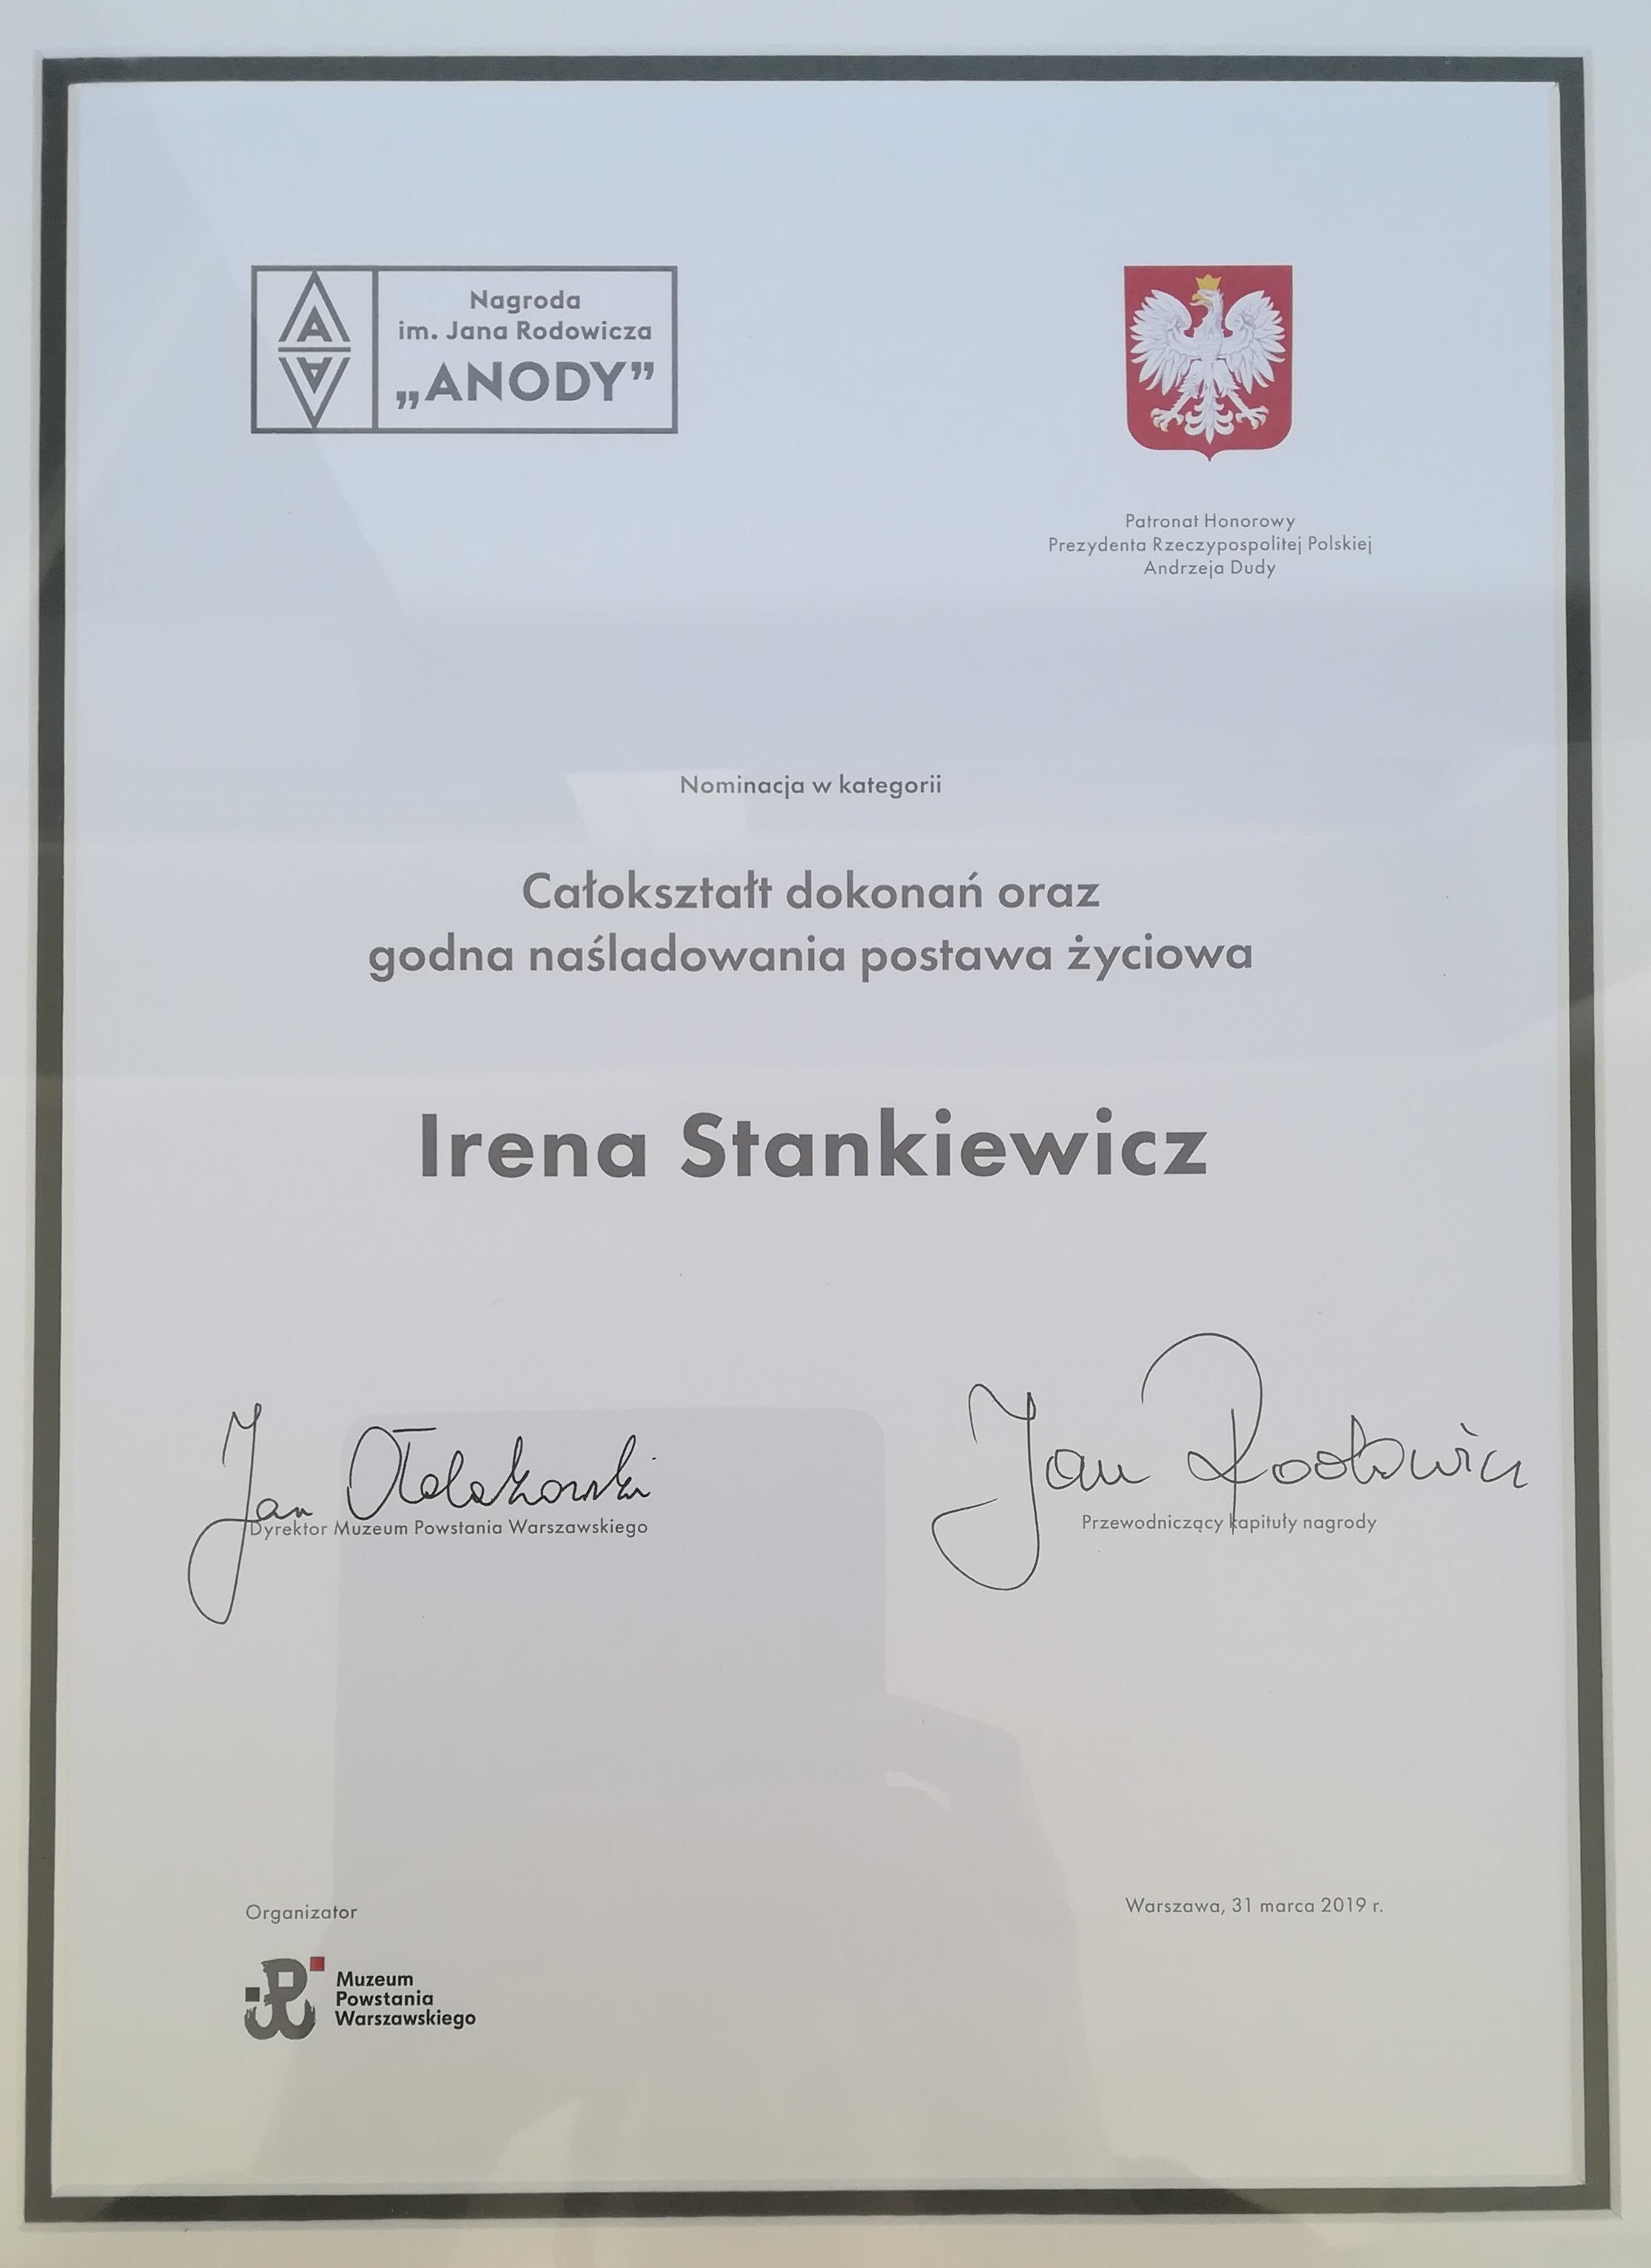 Nagroda
im. Jana Rodowicza
„ANODY”
Patronat Honorowy
Prezydenta Rzeczypospolitej Polskiej
Andrzeja Dudy
Nominacja w kategorii
Całokształt dokonań oraz
godna naśladowania postawa życiowa
Irena Stankiewicz
Jan Ołdakowski
Dyrektor Muzeum Powstania Warszawskiego
Jan Rodowicz
Przewodniczący kapituły nagrody
Organizator
Muzeum
Powstania
Warszawskiego
Warszawa, 31 marca 2019 r.